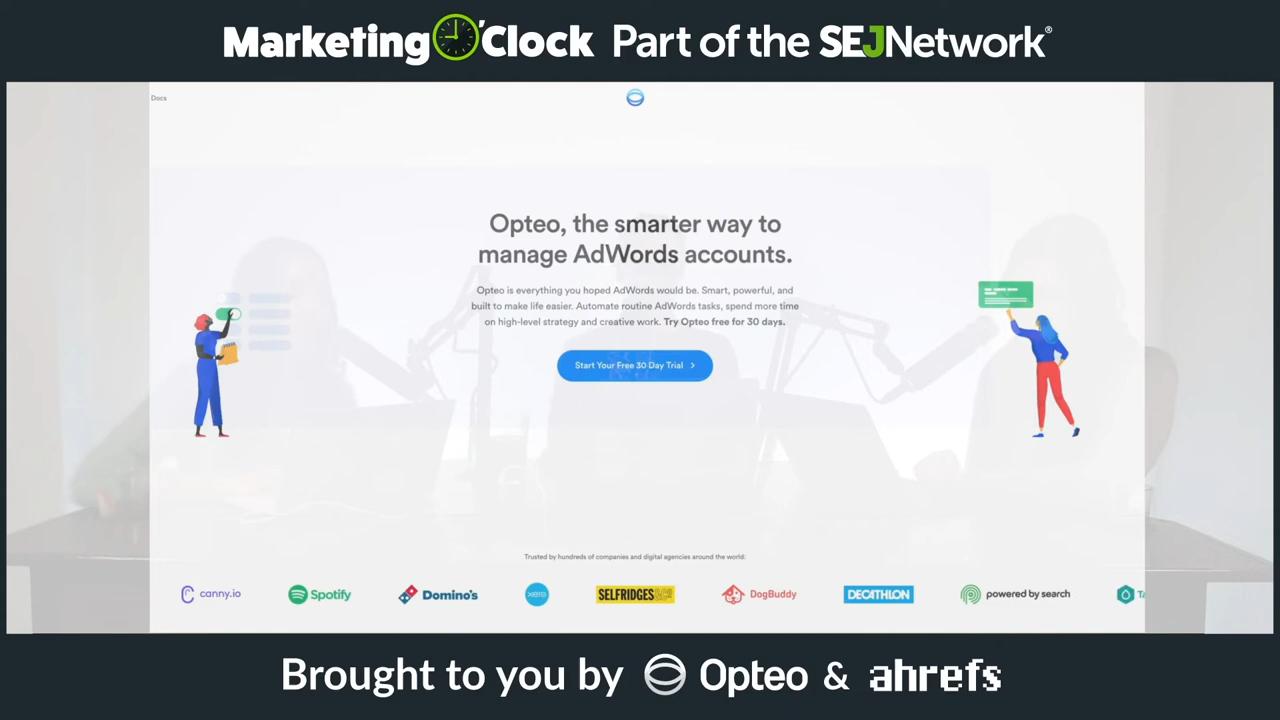 Marketing O'Clock Part of the SEJNetwork®
Docs
Opteo, the smarter way to
manage AdWords accounts.
Opteo is everything you hoped AdWords would be. Smart, powerful, and
built to make life easier. Automate routine AdWords tasks, spend more time
on high-level strategy and creative work. Try Opteo free for 30 days.
Start Your Free 30 Day Trial
Trusted by hundreds of companies and digital agencies around the world:
canny.io Spotify Domino's xero SELFRIDGES&CO DogBuddy DECATHLON powered by search
Brought to you by Opteo & ahrefs